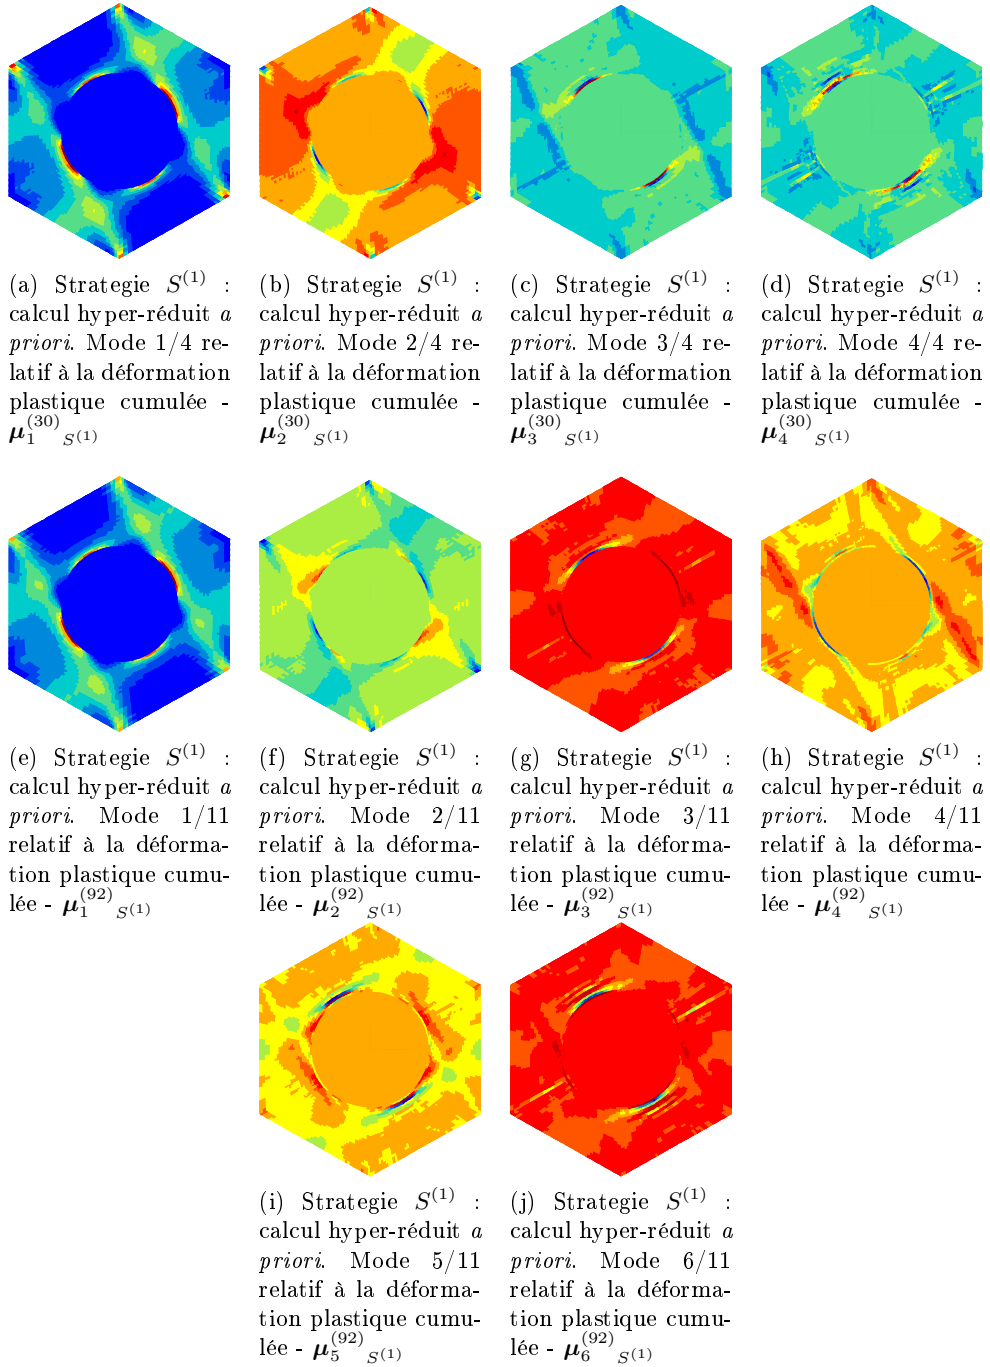 (a) Strategie S^{(1)} :
calcul hyper-réduit a
priori. Mode 1/4 re-
latif à la déformation
plastique cumulée -
μ_1^{(30)}_{S^{(1)}}
(b) Strategie S^{(1)} :
calcul hyper-réduit a
priori. Mode 2/4 re-
latif à la déformation
plastique cumulée -
μ_2^{(30)}_{S^{(1)}}
(c) Strategie S^{(1)} :
calcul hyper-réduit a
priori. Mode 3/4 re-
latif à la déformation
plastique cumulée -
μ_3^{(30)}_{S^{(1)}}
(d) Strategie S^{(1)} :
calcul hyper-réduit a
priori. Mode 4/4 re-
latif à la déformation
plastique cumulée -
μ_4^{(30)}_{S^{(1)}}
(e) Strategie S^{(1)} :
calcul hyper-réduit a
priori. Mode 1/11
relatif à la déforma-
tion plastique cumu-
lée - μ_1^{(92)}_{S^{(1)}}
(f) Strategie S^{(1)} :
calcul hyper-réduit a
priori. Mode 2/11
relatif à la déforma-
tion plastique cumu-
lée - μ_2^{(92)}_{S^{(1)}}
(g) Strategie S^{(1)} :
calcul hyper-réduit a
priori. Mode 3/11
relatif à la déforma-
tion plastique cumu-
lée - μ_3^{(92)}_{S^{(1)}}
(h) Strategie S^{(1)} :
calcul hyper-réduit a
priori. Mode 4/11
relatif à la déforma-
tion plastique cumu-
lée - μ_4^{(92)}_{S^{(1)}}
(i) Strategie S^{(1)} :
calcul hyper-réduit a
priori. Mode 5/11
relatif à la déforma-
tion plastique cumu-
lée - μ_5^{(92)}_{S^{(1)}}
(j) Strategie S^{(1)} :
calcul hyper-réduit a
priori. Mode 6/11
relatif à la déforma-
tion plastique cumu-
lée - μ_6^{(92)}_{S^{(1)}}